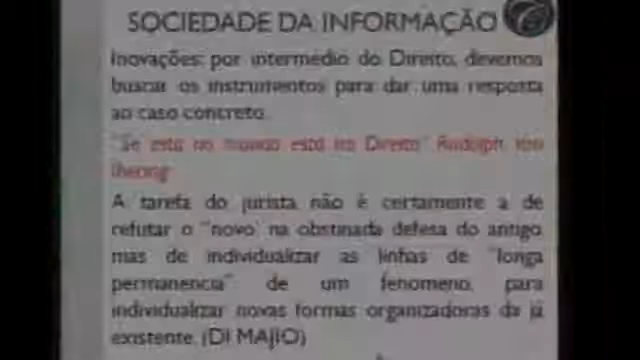 SOCIEDADE DA INFORMAÇÃO
Inovações: por intermédio do Direito, devemos
buscar os instrumentos para dar uma resposta
ao caso concreto.
"Se está no mundo está no Direito" Rudolph von
Ihering
A tarefa do jurista não é certamente a de
refutar o "novo" na obstinada defesa do antigo,
mas de individualizar as linhas de "longa
permanencia" de um fenomeno, para
individualizar novas formas organizadoras da já
existente. (DI MAJIO)